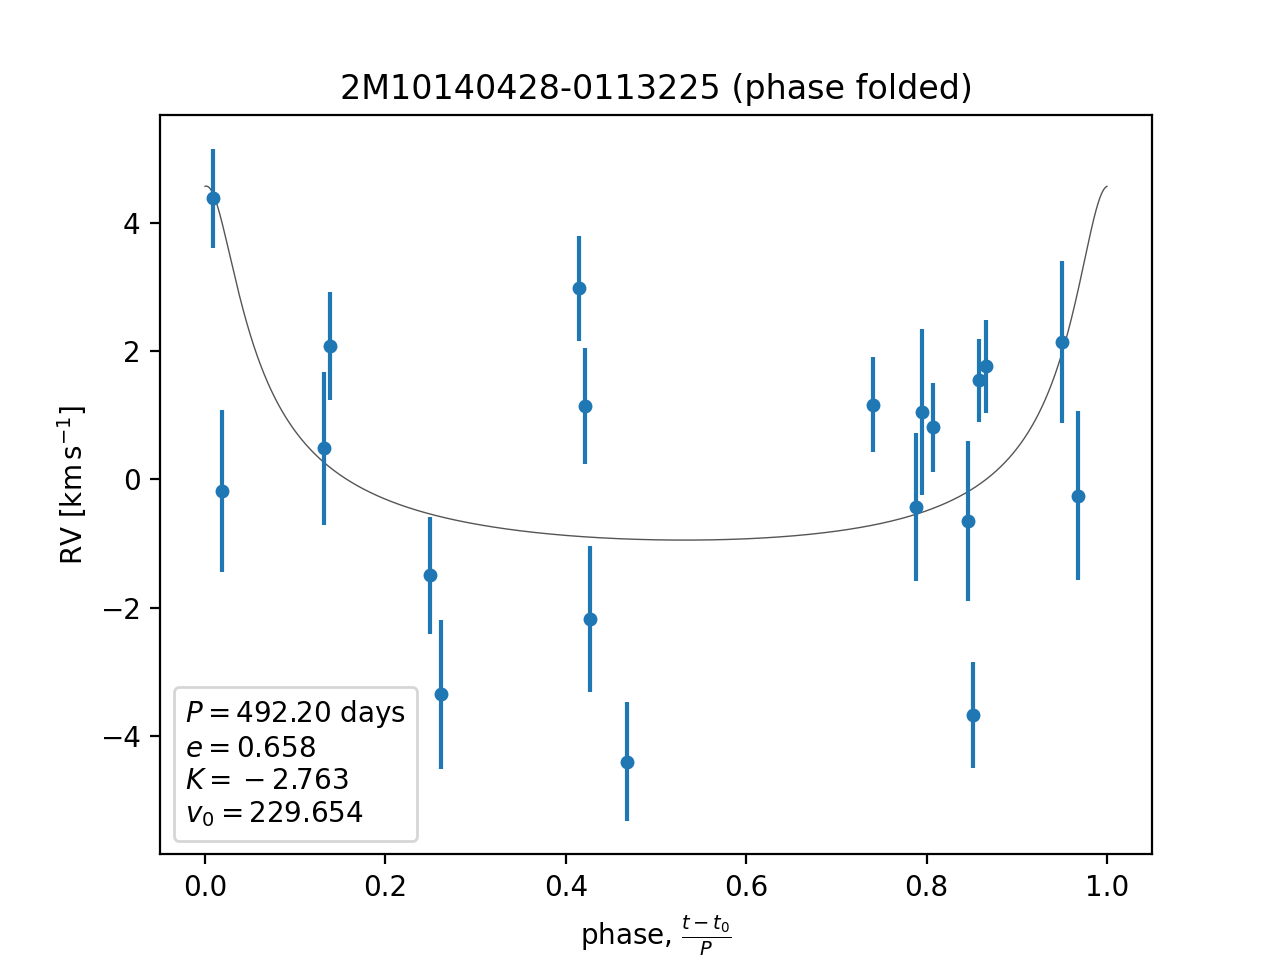 2M10140428-0113225 (phase folded)
RV [km s⁻¹]
4
2
0
−2
−4
P = 492.20 days
e = 0.658
K = −2.763
v₀ = 229.654
0.0 0.2 0.4 0.6 0.8 1.0
phase, (t − t₀)/P